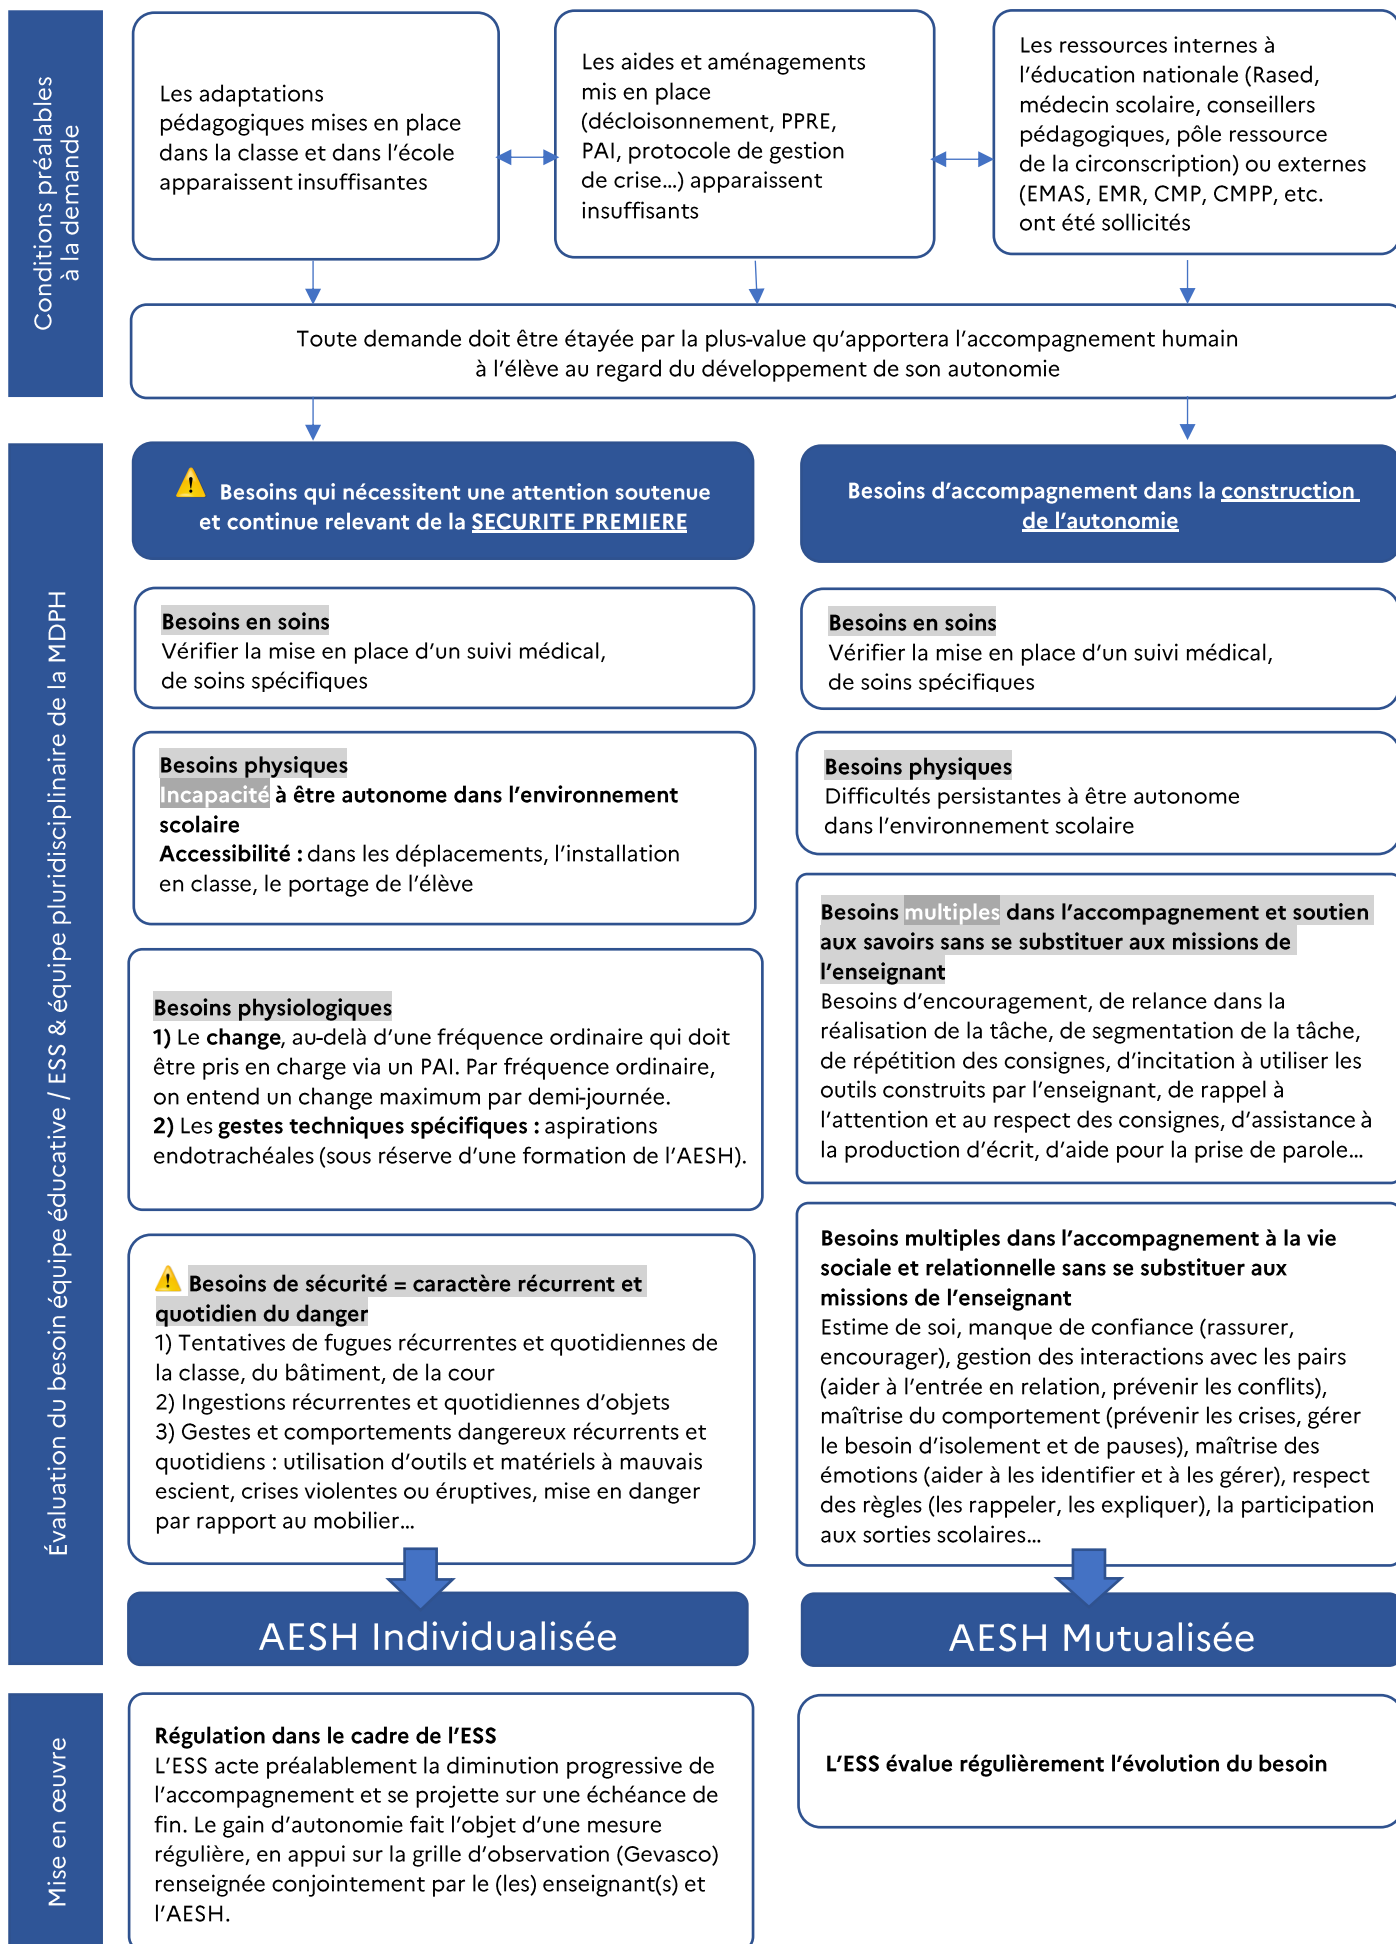 Conditions préalables
à la demande
Les adaptations
pédagogiques mises en place
dans la classe et dans l'école
apparaissent insuffisantes
Les aides et aménagements
mis en place
(décloisonnement, PPRE,
PAI, protocole de gestion
de crise…) apparaissent
insuffisants
Les ressources internes à
l'éducation nationale (Rased,
médecin scolaire, conseillers
pédagogiques, pôle ressource
de la circonscription) ou externes
(EMAS, EMR, CMP, CMPP, etc.
ont été sollicités
Toute demande doit être étayée par la plus-value qu'apportera l'accompagnement humain
à l'élève au regard du développement de son autonomie
Évaluation du besoin équipe éducative / ESS & équipe pluridisciplinaire de la MDPH
Besoins qui nécessitent une attention soutenue
et continue relevant de la SECURITE PREMIERE
Besoins en soins
Vérifier la mise en place d'un suivi médical,
de soins spécifiques
Besoins physiques
Incapacité à être autonome dans l'environnement
scolaire
Accessibilité : dans les déplacements, l'installation
en classe, le portage de l'élève
Besoins physiologiques
1) Le change, au-delà d'une fréquence ordinaire qui doit
être pris en charge via un PAI. Par fréquence ordinaire,
on entend un change maximum par demi-journée.
2) Les gestes techniques spécifiques : aspirations
endotrachéales (sous réserve d'une formation de l'AESH).
Besoins de sécurité = caractère récurrent et
quotidien du danger
1) Tentatives de fugues récurrentes et quotidiennes de
la classe, du bâtiment, de la cour
2) Ingestions récurrentes et quotidiennes d'objets
3) Gestes et comportements dangereux récurrents et
quotidiens : utilisation d'outils et matériels à mauvais
escient, crises violentes ou éruptives, mise en danger
par rapport au mobilier…
AESH Individualisée
Besoins d'accompagnement dans la construction
de l'autonomie
Besoins en soins
Vérifier la mise en place d'un suivi médical,
de soins spécifiques
Besoins physiques
Difficultés persistantes à être autonome
dans l'environnement scolaire
Besoins multiples dans l'accompagnement et soutien
aux savoirs sans se substituer aux missions de
l'enseignant
Besoins d'encouragement, de relance dans la
réalisation de la tâche, de segmentation de la tâche,
de répétition des consignes, d'incitation à utiliser les
outils construits par l'enseignant, de rappel à
l'attention et au respect des consignes, d'assistance à
la production d'écrit, d'aide pour la prise de parole…
Besoins multiples dans l'accompagnement à la vie
sociale et relationnelle sans se substituer aux
missions de l'enseignant
Estime de soi, manque de confiance (rassurer,
encourager), gestion des interactions avec les pairs
(aider à l'entrée en relation, prévenir les conflits),
maîtrise du comportement (prévenir les crises, gérer
le besoin d'isolement et de pauses), maîtrise des
émotions (aider à les identifier et à les gérer), respect
des règles (les rappeler, les expliquer), la participation
aux sorties scolaires…
AESH Mutualisée
Mise en œuvre
Régulation dans le cadre de l'ESS
L'ESS acte préalablement la diminution progressive de
l'accompagnement et se projette sur une échéance de
fin. Le gain d'autonomie fait l'objet d'une mesure
régulière, en appui sur la grille d'observation (Gevasco)
renseignée conjointement par le (les) enseignant(s) et
l'AESH.
L'ESS évalue régulièrement l'évolution du besoin